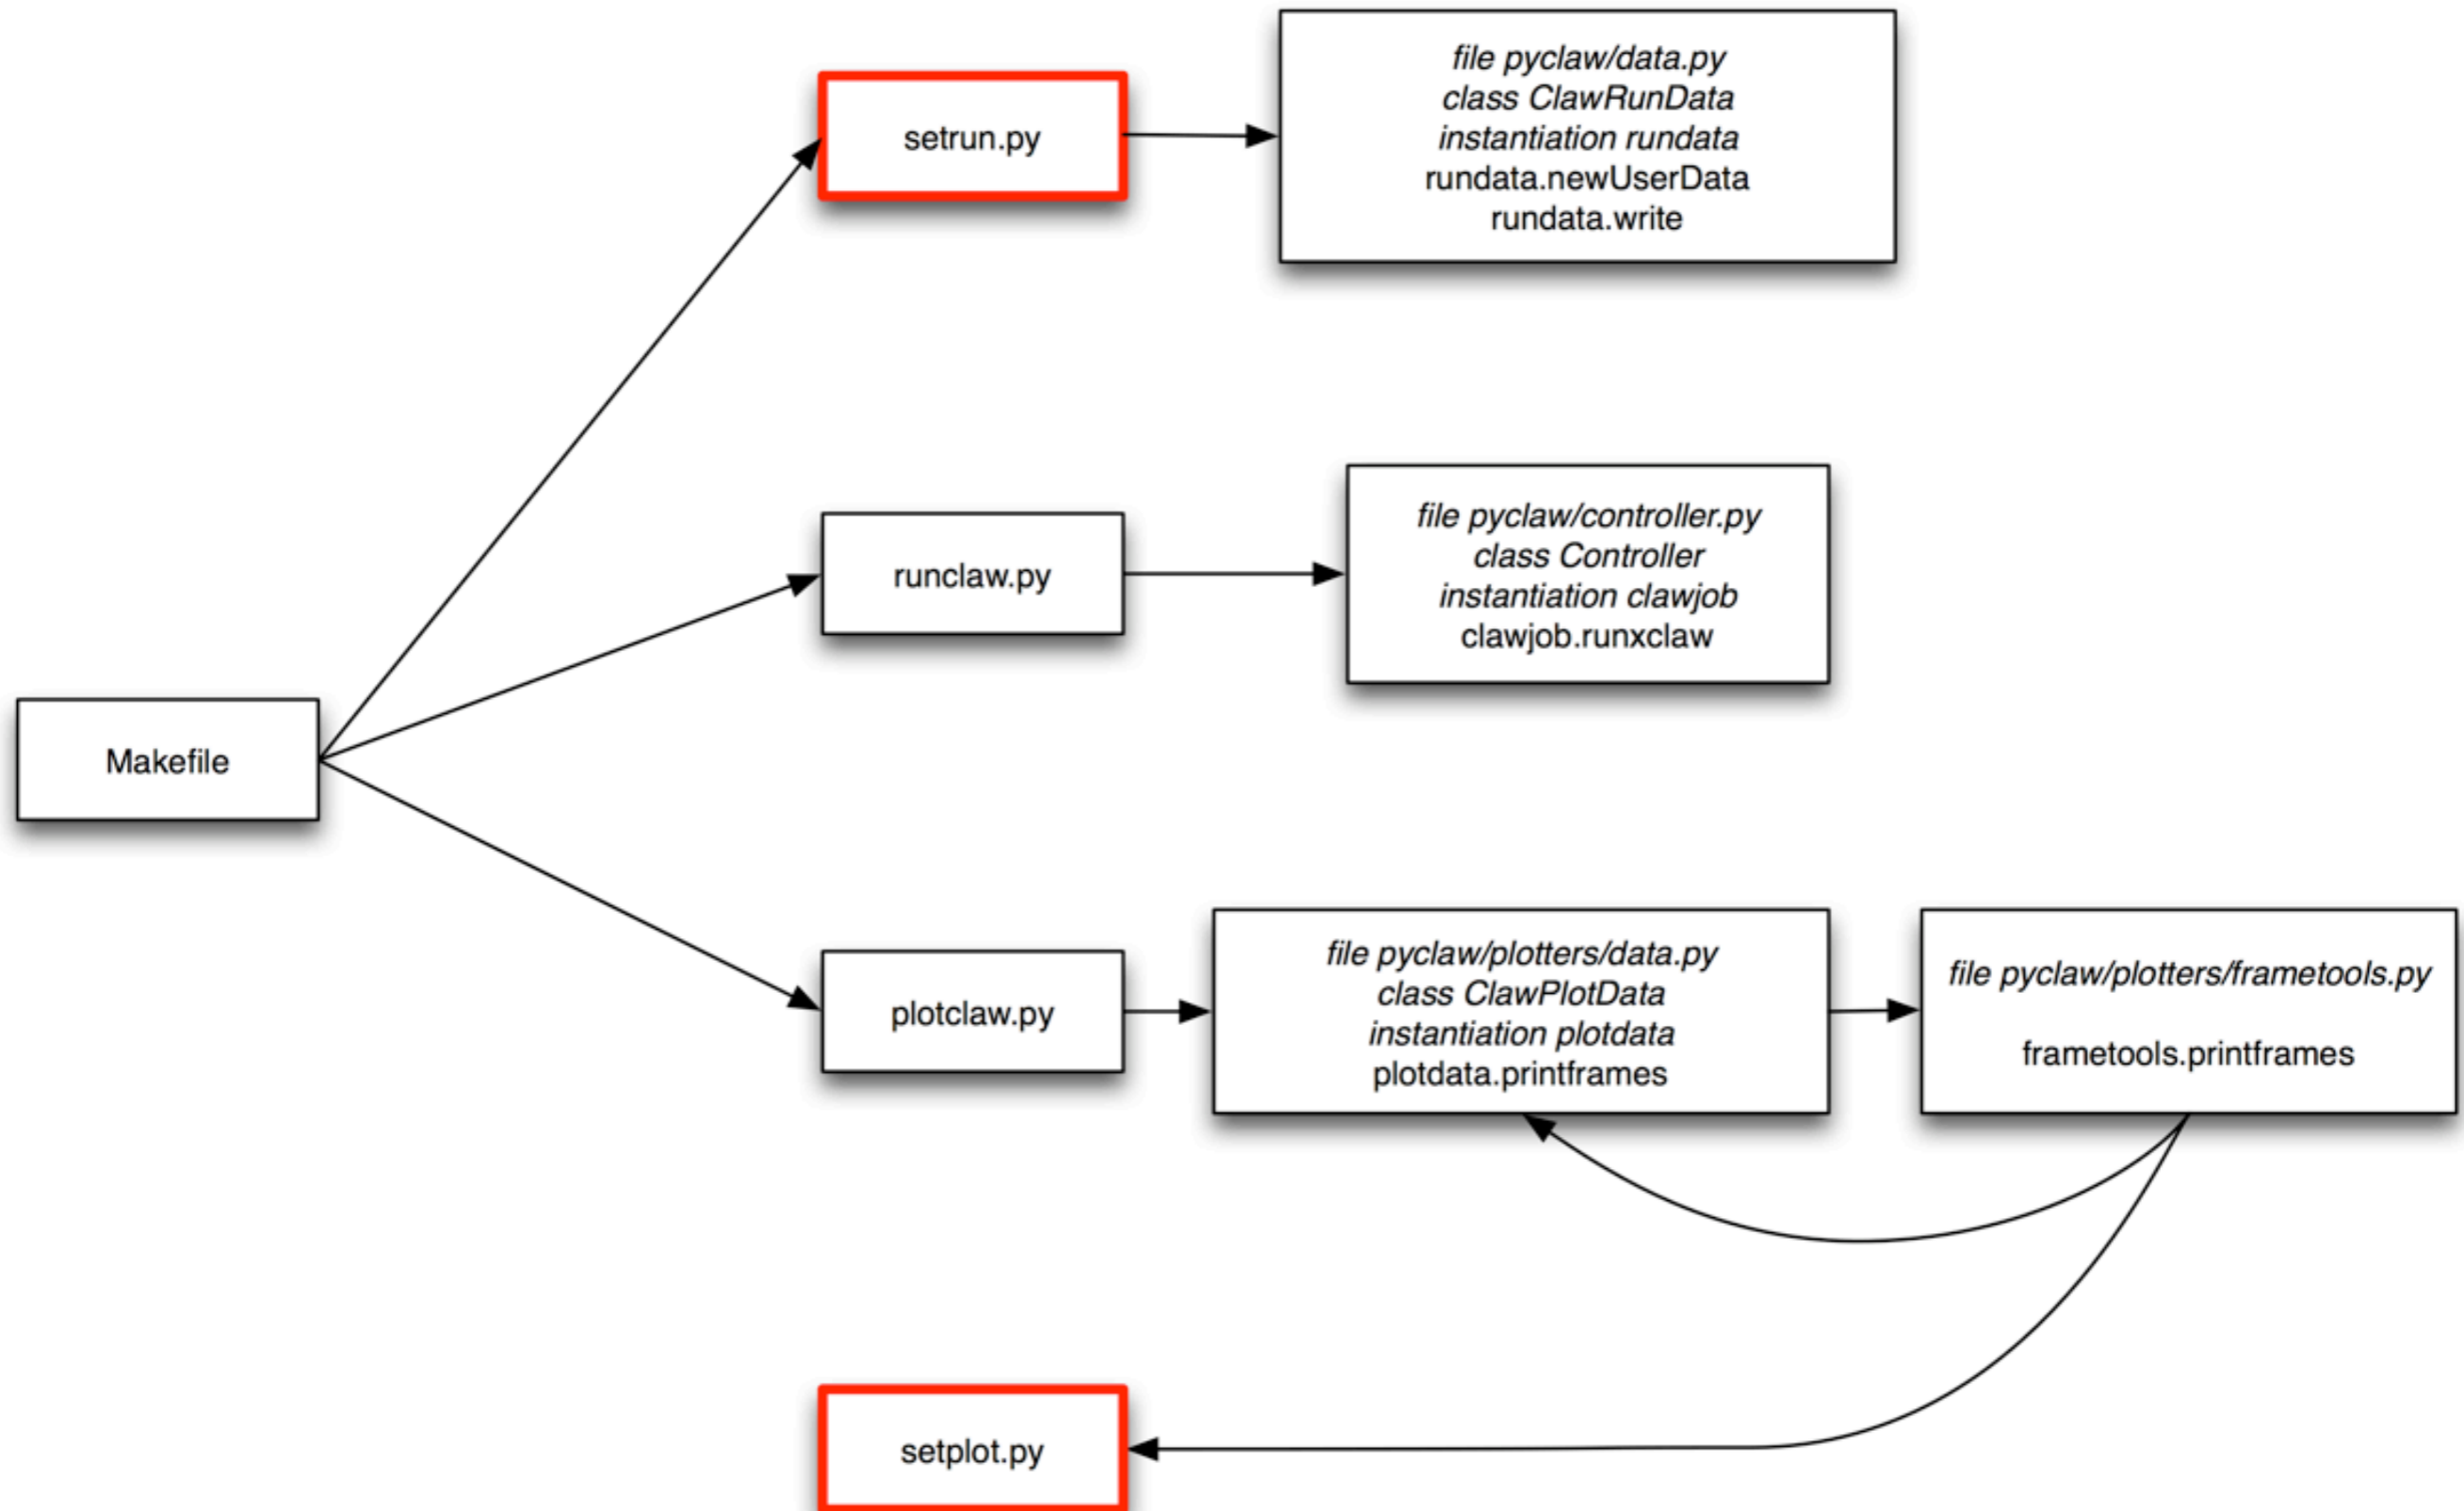 setrun.py
file pyclaw/data.py
class ClawRunData
instantiation rundata
rundata.newUserData
rundata.write
runclaw.py
file pyclaw/controller.py
class Controller
instantiation clawjob
clawjob.runxclaw
Makefile
plotclaw.py
file pyclaw/plotters/data.py
class ClawPlotData
instantiation plotdata
plotdata.printframes
file pyclaw/plotters/frametools.py
frametools.printframes
setplot.py